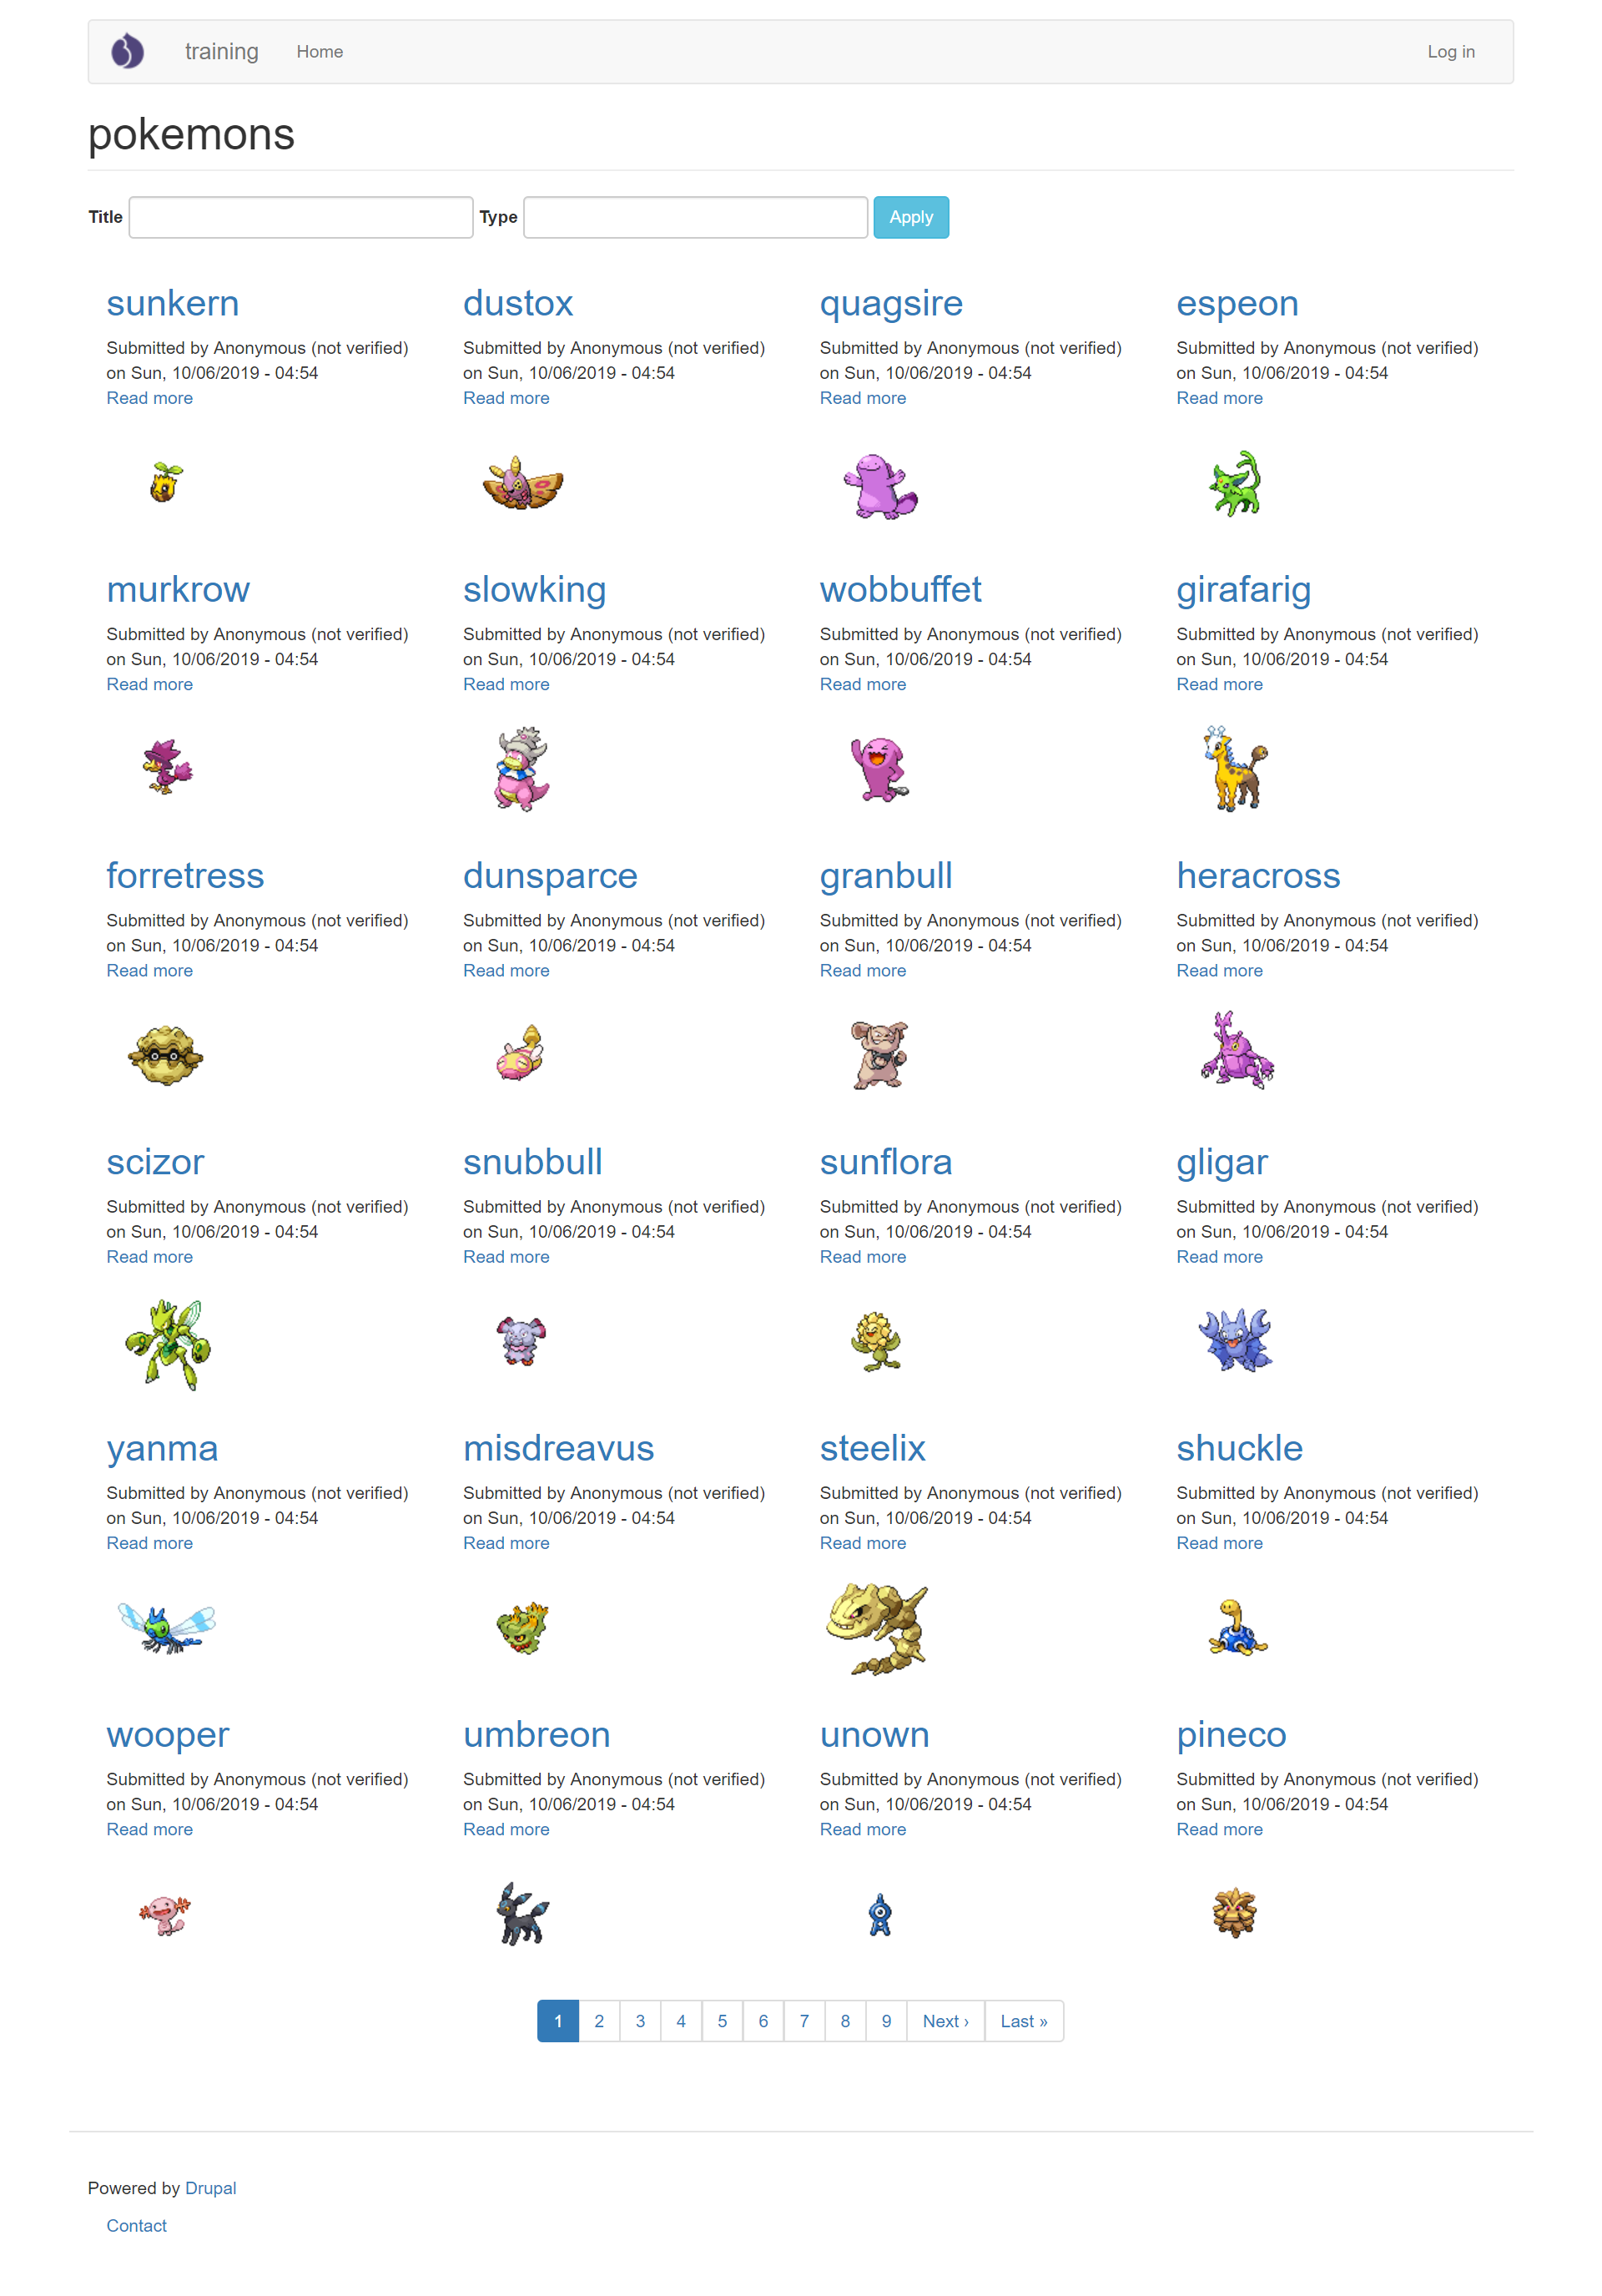 training Home Log in
pokemons
Title Type Apply
sunkern dustox quagsire espeon
Submitted by Anonymous (not verified) Submitted by Anonymous (not verified) Submitted by Anonymous (not verified) Submitted by Anonymous (not verified)
on Sun, 10/06/2019 - 04:54 on Sun, 10/06/2019 - 04:54 on Sun, 10/06/2019 - 04:54 on Sun, 10/06/2019 - 04:54
Read more Read more Read more Read more
murkrow slowking wobbuffet girafarig
Submitted by Anonymous (not verified) Submitted by Anonymous (not verified) Submitted by Anonymous (not verified) Submitted by Anonymous (not verified)
on Sun, 10/06/2019 - 04:54 on Sun, 10/06/2019 - 04:54 on Sun, 10/06/2019 - 04:54 on Sun, 10/06/2019 - 04:54
Read more Read more Read more Read more
forretress dunsparce granbull heracross
Submitted by Anonymous (not verified) Submitted by Anonymous (not verified) Submitted by Anonymous (not verified) Submitted by Anonymous (not verified)
on Sun, 10/06/2019 - 04:54 on Sun, 10/06/2019 - 04:54 on Sun, 10/06/2019 - 04:54 on Sun, 10/06/2019 - 04:54
Read more Read more Read more Read more
scizor snubbull sunflora gligar
Submitted by Anonymous (not verified) Submitted by Anonymous (not verified) Submitted by Anonymous (not verified) Submitted by Anonymous (not verified)
on Sun, 10/06/2019 - 04:54 on Sun, 10/06/2019 - 04:54 on Sun, 10/06/2019 - 04:54 on Sun, 10/06/2019 - 04:54
Read more Read more Read more Read more
yanma misdreavus steelix shuckle
Submitted by Anonymous (not verified) Submitted by Anonymous (not verified) Submitted by Anonymous (not verified) Submitted by Anonymous (not verified)
on Sun, 10/06/2019 - 04:54 on Sun, 10/06/2019 - 04:54 on Sun, 10/06/2019 - 04:54 on Sun, 10/06/2019 - 04:54
Read more Read more Read more Read more
wooper umbreon unown pineco
Submitted by Anonymous (not verified) Submitted by Anonymous (not verified) Submitted by Anonymous (not verified) Submitted by Anonymous (not verified)
on Sun, 10/06/2019 - 04:54 on Sun, 10/06/2019 - 04:54 on Sun, 10/06/2019 - 04:54 on Sun, 10/06/2019 - 04:54
Read more Read more Read more Read more
1 2 3 4 5 6 7 8 9 Next › Last »
Powered by Drupal
Contact